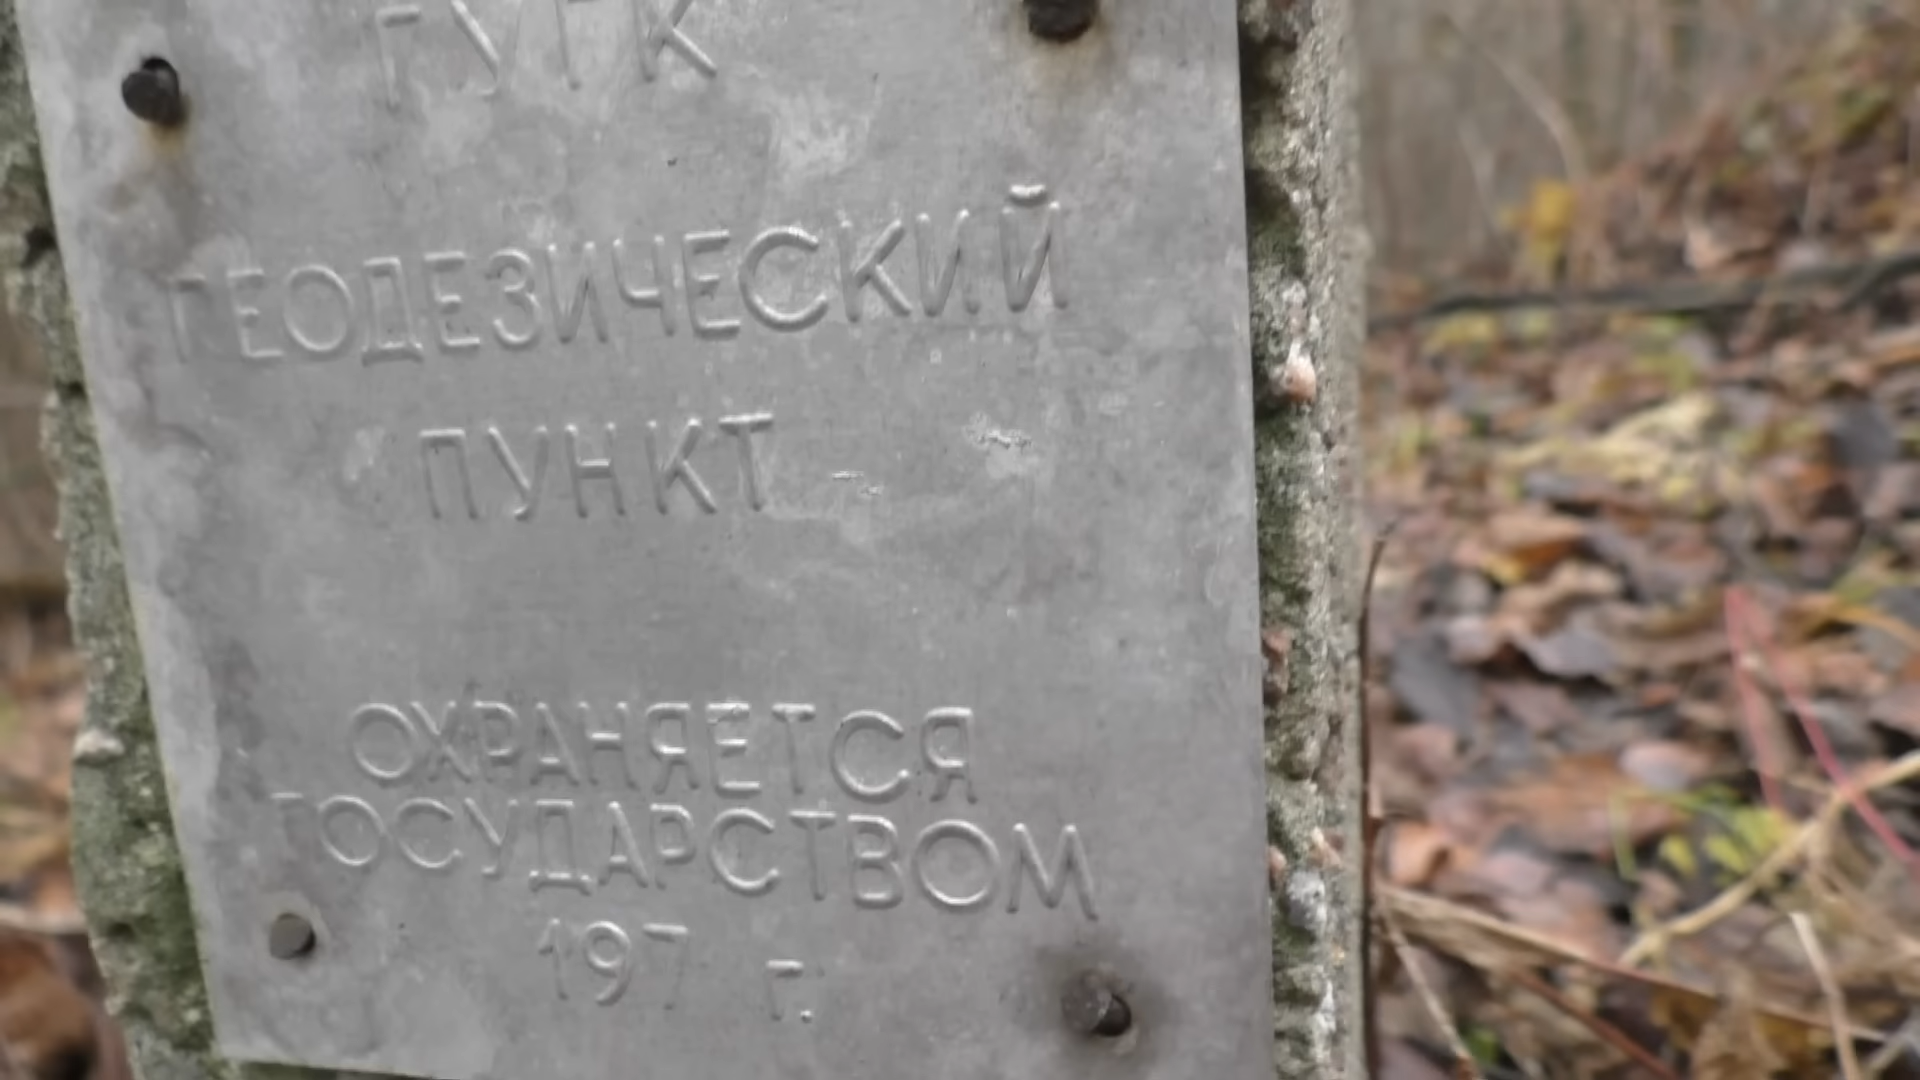 ГУГК
ГЕОДЕЗИЧЕСКИЙ
ПУНКТ
ОХРАНЯЕТСЯ
ГОСУДАРСТВОМ
197 г.